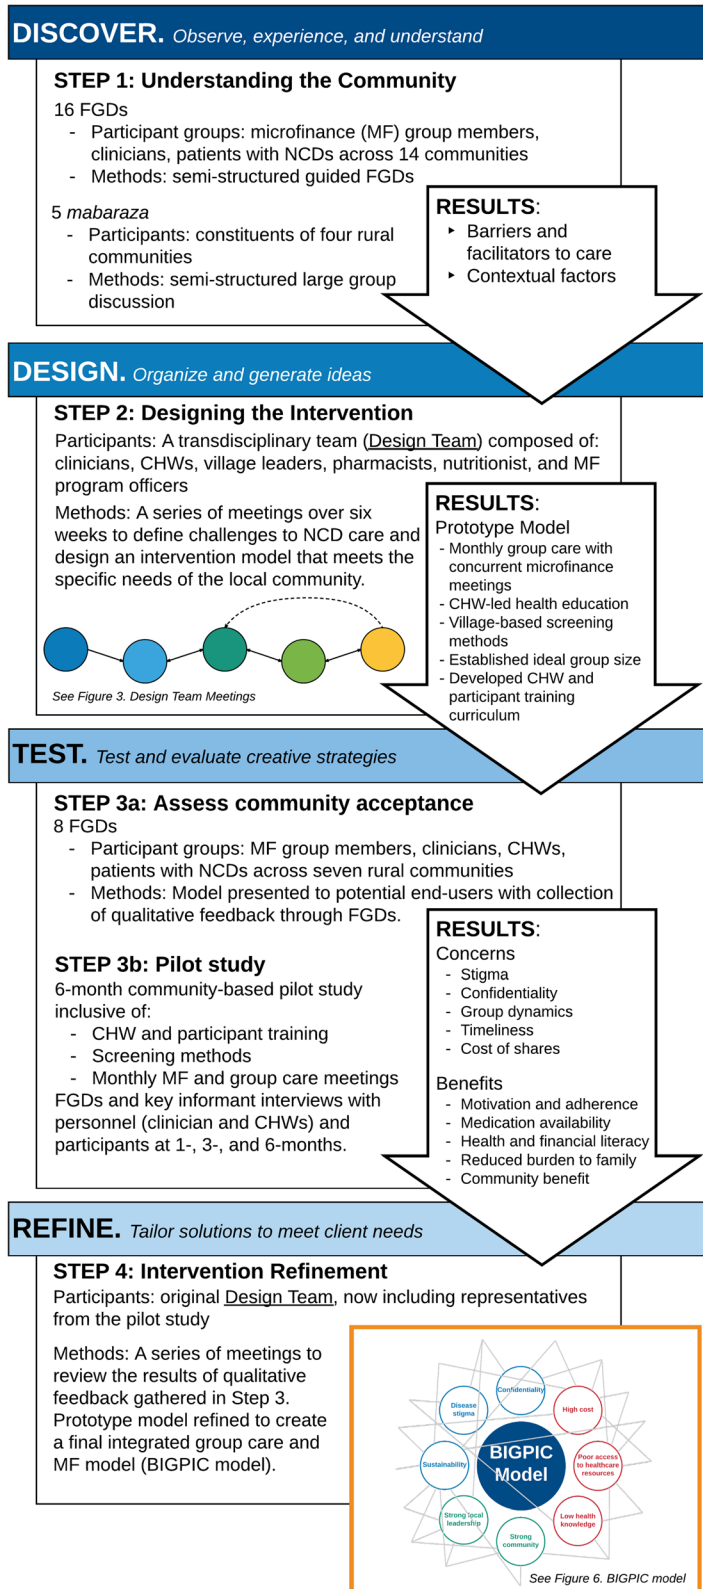 DISCOVER. Observe, experience, and understand
STEP 1: Understanding the Community
16 FGDs
- Participant groups: microfinance (MF) group members,
clinicians, patients with NCDs across 14 communities
- Methods: semi-structured guided FGDs
5 mabaraza
- Participants: constituents of four rural
communities
- Methods: semi-structured large group
discussion
RESULTS:
‣ Barriers and
facilitators to care
‣ Contextual factors
DESIGN. Organize and generate ideas
STEP 2: Designing the Intervention
Participants: A transdisciplinary team (Design Team) composed of:
clinicians, CHWs, village leaders, pharmacists, nutritionist, and MF
program officers
Methods: A series of meetings over six
weeks to define challenges to NCD care and
design an intervention model that meets the
specific needs of the local community.
See Figure 3. Design Team Meetings
RESULTS:
Prototype Model
- Monthly group care with
concurrent microfinance
meetings
- CHW-led health education
- Village-based screening
methods
- Established ideal group size
- Developed CHW and
participant training
curriculum
TEST. Test and evaluate creative strategies
STEP 3a: Assess community acceptance
8 FGDs
- Participant groups: MF group members, clinicians, CHWs,
patients with NCDs across seven rural communities
- Methods: Model presented to potential end-users with collection
of qualitative feedback through FGDs.
STEP 3b: Pilot study
6-month community-based pilot study
inclusive of:
- CHW and participant training
- Screening methods
- Monthly MF and group care meetings
FGDs and key informant interviews with
personnel (clinician and CHWs) and
participants at 1-, 3-, and 6-months.
RESULTS:
Concerns
- Stigma
- Confidentiality
- Group dynamics
- Timeliness
- Cost of shares
Benefits
- Motivation and adherence
- Medication availability
- Health and financial literacy
- Reduced burden to family
- Community benefit
REFINE. Tailor solutions to meet client needs
STEP 4: Intervention Refinement
Participants: original Design Team, now including representatives
from the pilot study
Methods: A series of meetings to
review the results of qualitative
feedback gathered in Step 3.
Prototype model refined to create
a final integrated group care and
MF model (BIGPIC model).
Confidentiality
Disease
stigma
High cost
Sustainability
BIGPIC
Model
Poor access
to healthcare
resources
Strong local
leadership
Low health
knowledge
Strong
community
See Figure 6. BIGPIC model